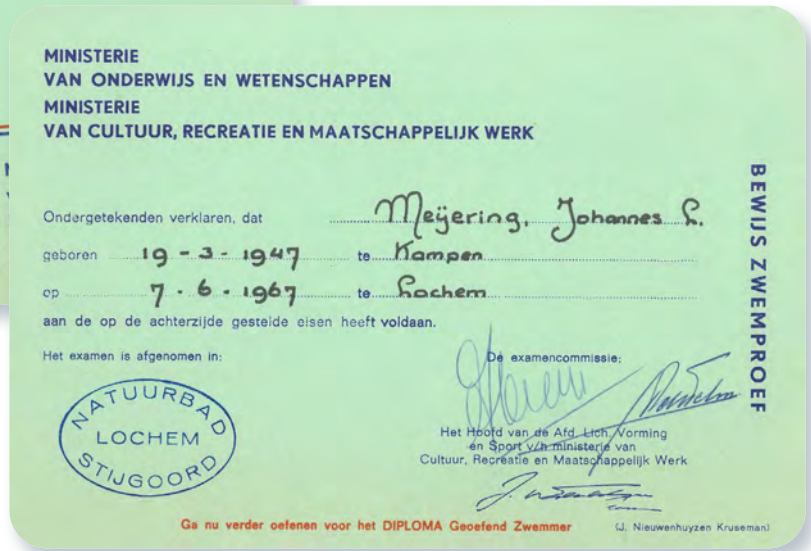 MINISTERIE
VAN ONDERWIJS EN WETENSCHAPPEN
MINISTERIE
VAN CULTUUR, RECREATIE EN MAATSCHAPPELIJK WERK
Ondergetekenden verklaren, dat Meijering, Johannes L.
geboren 19-3-1947 te Kampen
op 7-6-1967 te Lochem
aan de op de achterzijde gestelde eisen heeft voldaan.
Het examen is afgenomen in:
De examencommissie:
NATUURBAD
LOCHEM
STIJGOORD
Het Hoofd van de Afd. Lich. Vorming
en Sport v/h ministerie van
Cultuur, Recreatie en Maatschappelijk Werk
Ga nu verder oefenen voor het DIPLOMA Geoefend Zwemmer
(J. Nieuwenhuyzen Kruseman)
BEWIJS ZWEMPROEF